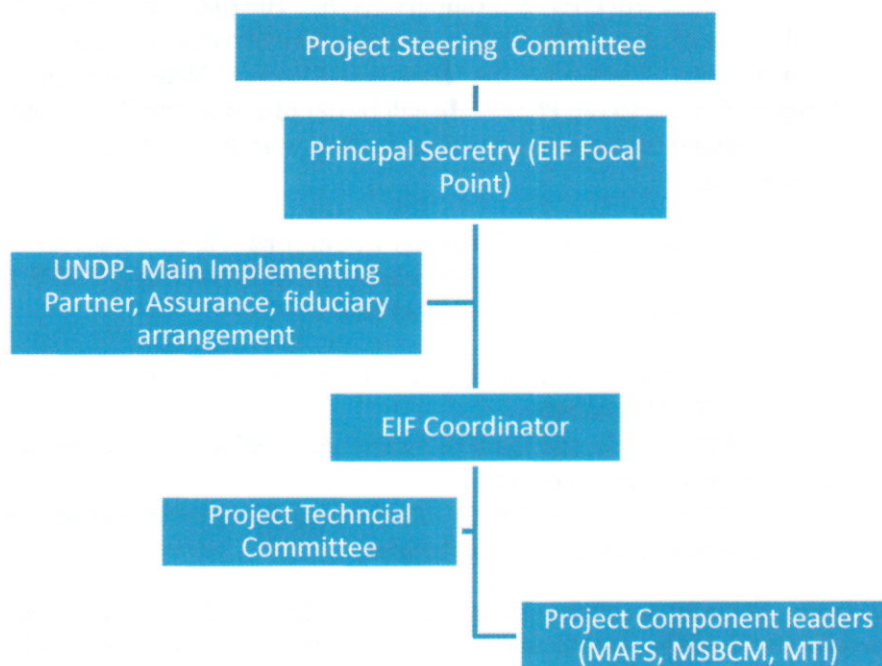 Project Steering Committee
Principal Secretry (EIF Focal
Point)
UNDP- Main Implementing
Partner, Assurance, fiduciary
arrangement
EIF Coordinator
Project Techncial
Committee
Project Component leaders
(MAFS, MSBCM, MTI)